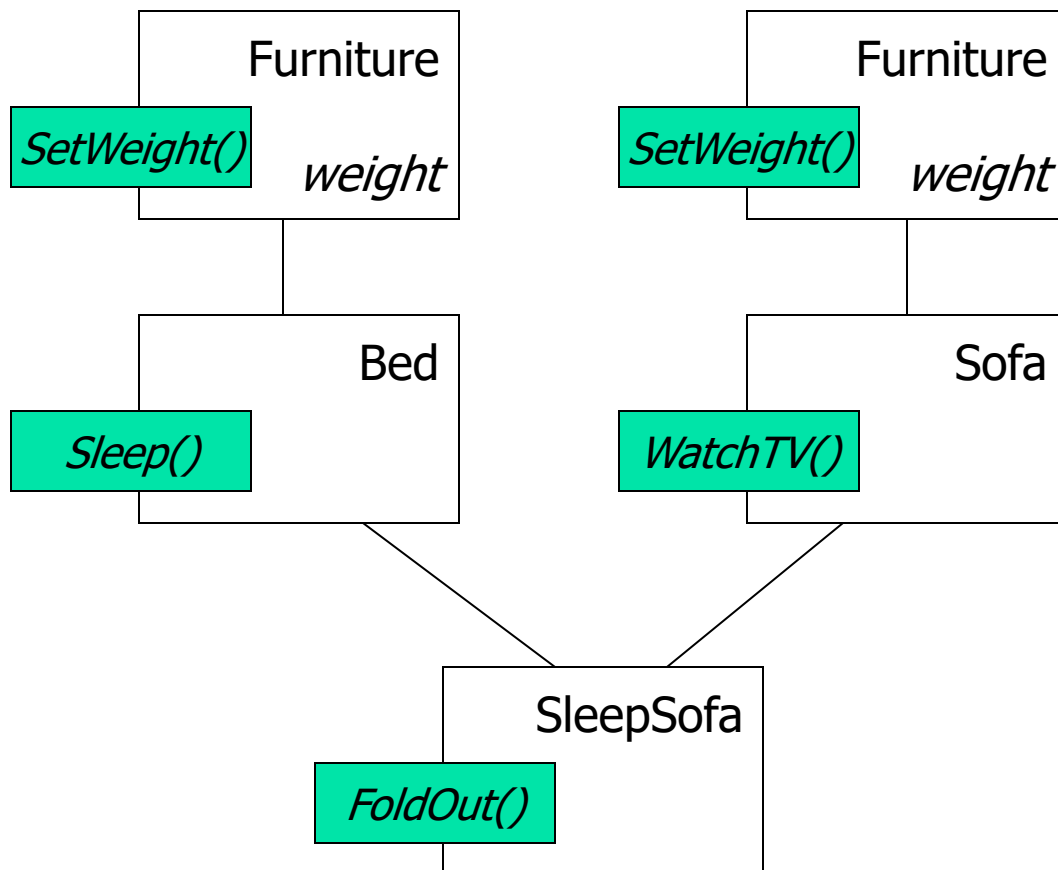 Furniture
SetWeight()
weight
Furniture
SetWeight()
weight
Bed
Sleep()
Sofa
WatchTV()
SleepSofa
FoldOut()